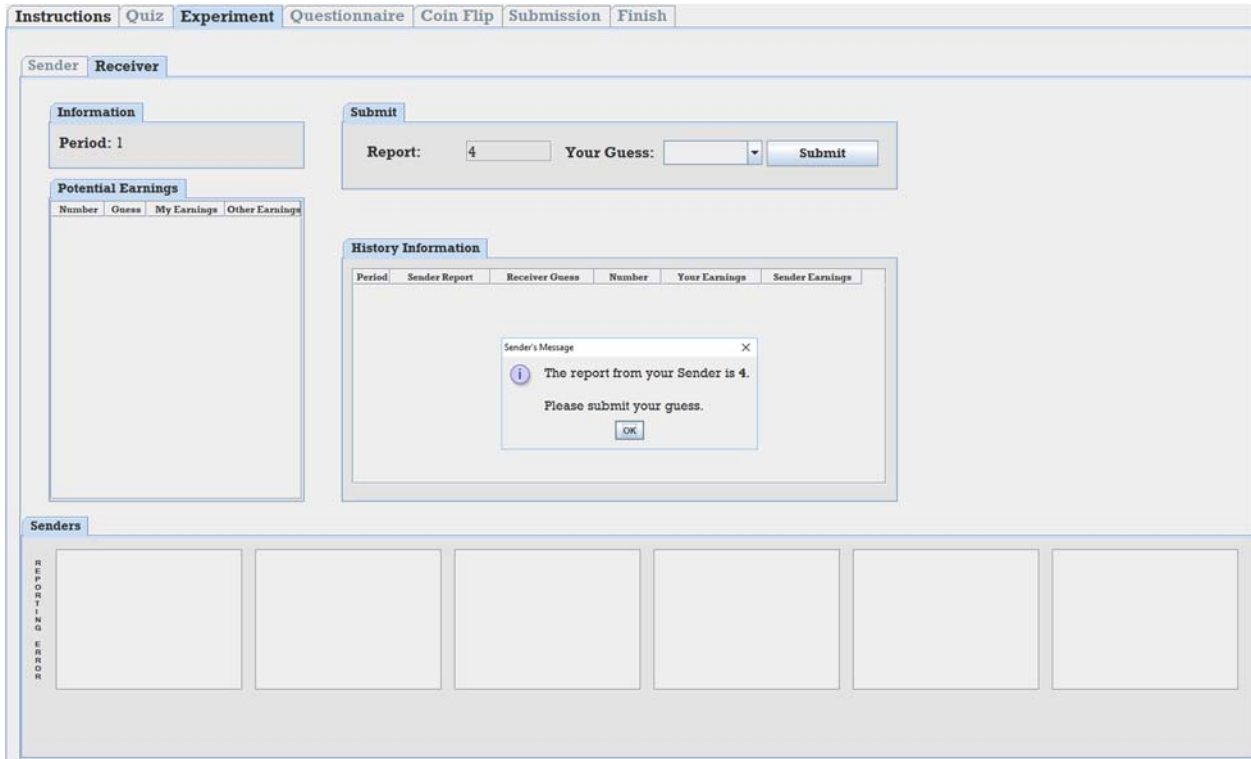 Instructions Quiz Experiment Questionnaire Coin Flip Submission Finish
Sender Receiver
Information
Period: 1
Submit
Report: 4 Your Guess: Submit
Potential Earnings
Number Guess My Earnings Other Earnings
History Information
Period Sender Report Receiver Guess Number Your Earnings Sender Earnings
Sender's Message
The report from your Sender is 4.
Please submit your guess.
OK
Senders
REPORTING ERROR